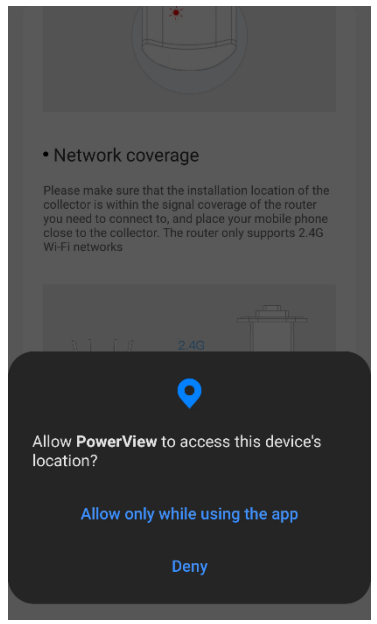 • Network coverage
Please make sure that the installation location of the
collector is within the signal coverage of the router
you need to connect to, and place your mobile phone
close to the collector. The router only supports 2.4G
Wi-Fi networks
2.4G
Allow PowerView to access this device's
location?
Allow only while using the app
Deny